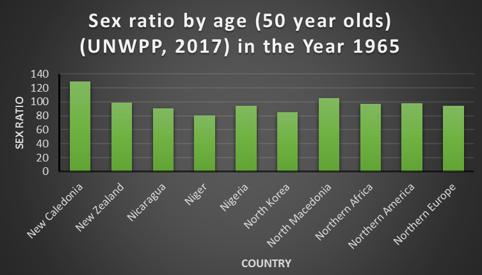 Sex ratio by age (50 year olds)
(UNWPP, 2017) in the Year 1965
SEX RATIO
140
120
100
80
60
40
20
0
New Caledonia
New Zealand
Nicaragua
Niger
Nigeria
North Korea
North Macedonia
Northern Africa
Northern America
Northern Europe
COUNTRY